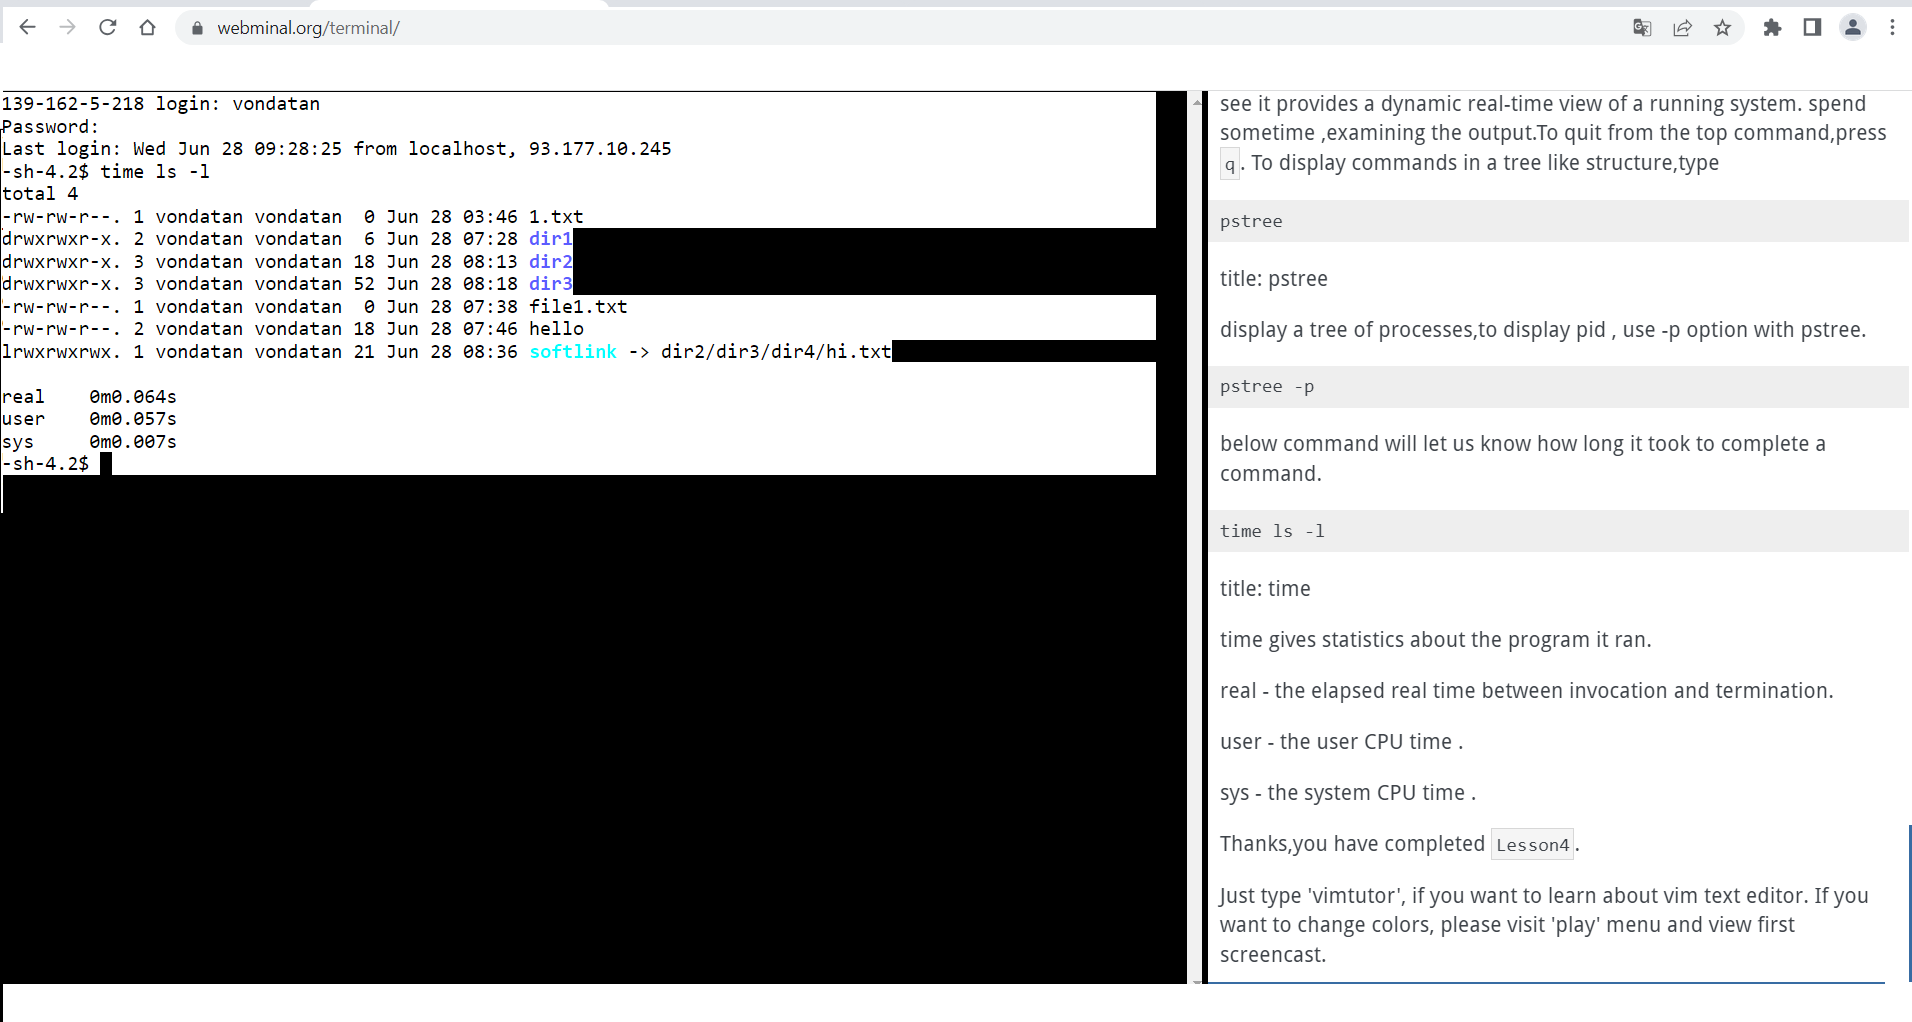 webminal.org/terminal/
139-162-5-218 login: vondatan
Password:
Last login: Wed Jun 28 09:28:25 from localhost, 93.177.10.245
-sh-4.2$ time ls -l
total 4
-rw-rw-r--. 1 vondatan vondatan  0 Jun 28 03:46 1.txt
drwxrwxr-x. 2 vondatan vondatan  6 Jun 28 07:28 dir1
drwxrwxr-x. 3 vondatan vondatan 18 Jun 28 08:13 dir2
drwxrwxr-x. 3 vondatan vondatan 52 Jun 28 08:18 dir3
-rw-rw-r--. 1 vondatan vondatan  0 Jun 28 07:38 file1.txt
-rw-rw-r--. 2 vondatan vondatan 18 Jun 28 07:46 hello
lrwxrwxrwx. 1 vondatan vondatan 21 Jun 28 08:36 softlink -> dir2/dir3/dir4/hi.txt
real    0m0.064s
user    0m0.057s
sys     0m0.007s
-sh-4.2$
see it provides a dynamic real-time view of a running system. spend
sometime ,examining the output.To quit from the top command,press
q. To display commands in a tree like structure,type
pstree
title: pstree
display a tree of processes,to display pid , use -p option with pstree.
pstree -p
below command will let us know how long it took to complete a
command.
time ls -l
title: time
time gives statistics about the program it ran.
real - the elapsed real time between invocation and termination.
user - the user CPU time .
sys - the system CPU time .
Thanks,you have completed Lesson4.
Just type 'vimtutor', if you want to learn about vim text editor. If you
want to change colors, please visit 'play' menu and view first
screencast.